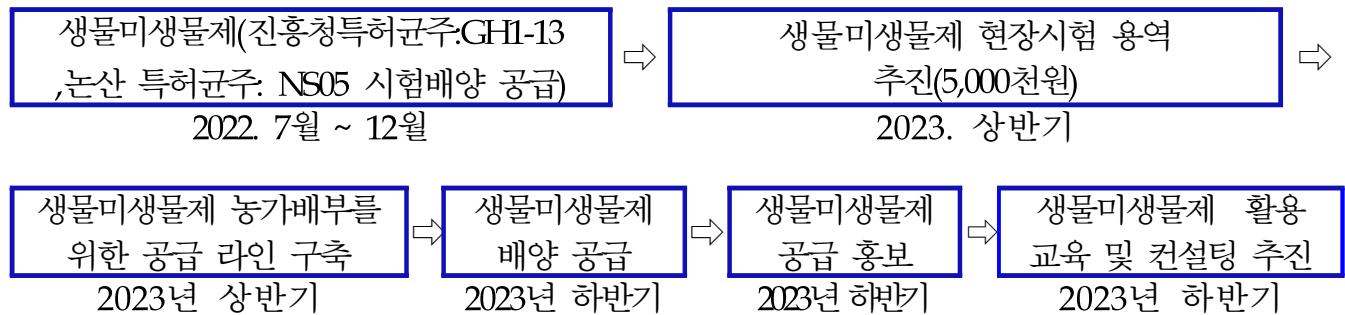 생물미생물제(진흥청특허균주:GH1-13
,논산 특허균주: NS05 시험배양 공급)
2022. 7월 ~ 12월
⇨
생물미생물제 현장시험 용역
추진(5,000천원)
2023. 상반기
⇨
생물미생물제 농가배부를
위한 공급 라인 구축
2023년 상반기
⇨
생물미생물제
배양 공급
2023년 하반기
⇨
생물미생물제
공급 홍보
2023년 하반기
⇨
생물미생물제 활용
교육 및 컨설팅 추진
2023년 하반기